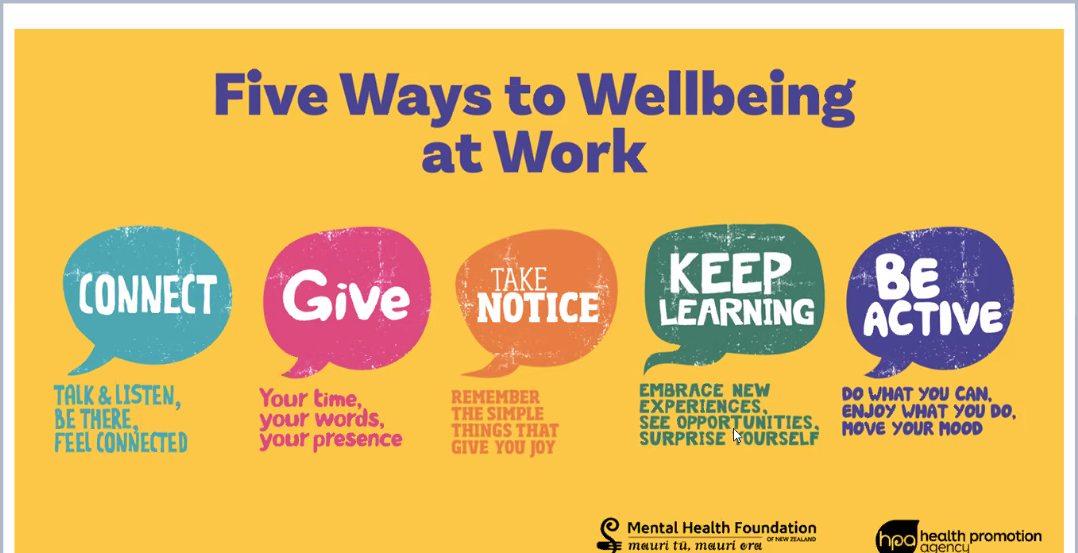 Five Ways to Wellbeing
at Work
CONNECT
TALK & LISTEN,
BE THERE,
FEEL CONNECTED
Give
Your time,
your words,
your presence
TAKE
NOTICE
REMEMBER
THE SIMPLE
THINGS THAT
GIVE YOU JOY
KEEP
LEARNING
EMBRACE NEW
EXPERIENCES,
SEE OPPORTUNITIES,
SURPRISE YOURSELF
BE
ACTIVE
DO WHAT YOU CAN,
ENJOY WHAT YOU DO,
MOVE YOUR MOOD
Mental Health Foundation
OF NEW ZEALAND
mauri tū, mauri ora
hpa
health promotion
agency